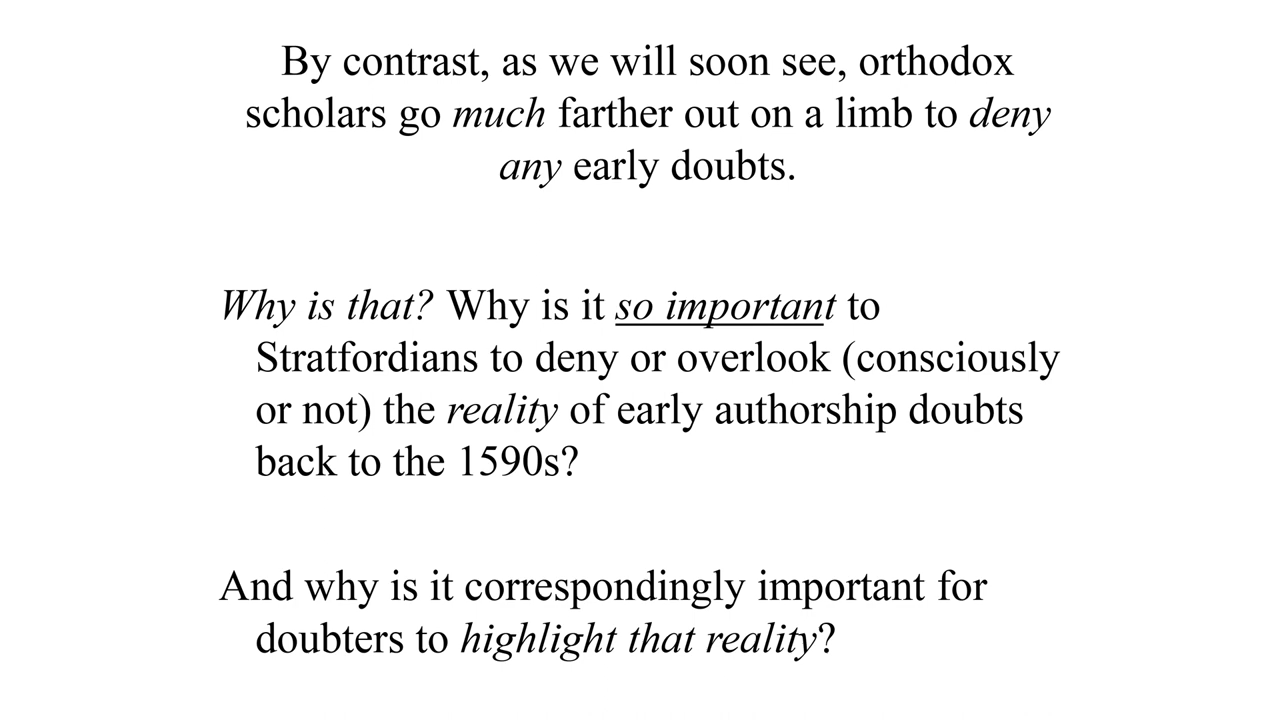 By contrast, as we will soon see, orthodox
scholars go much farther out on a limb to deny
any early doubts.
Why is that? Why is it so important to
Stratfordians to deny or overlook (consciously
or not) the reality of early authorship doubts
back to the 1590s?
And why is it correspondingly important for
doubters to highlight that reality?